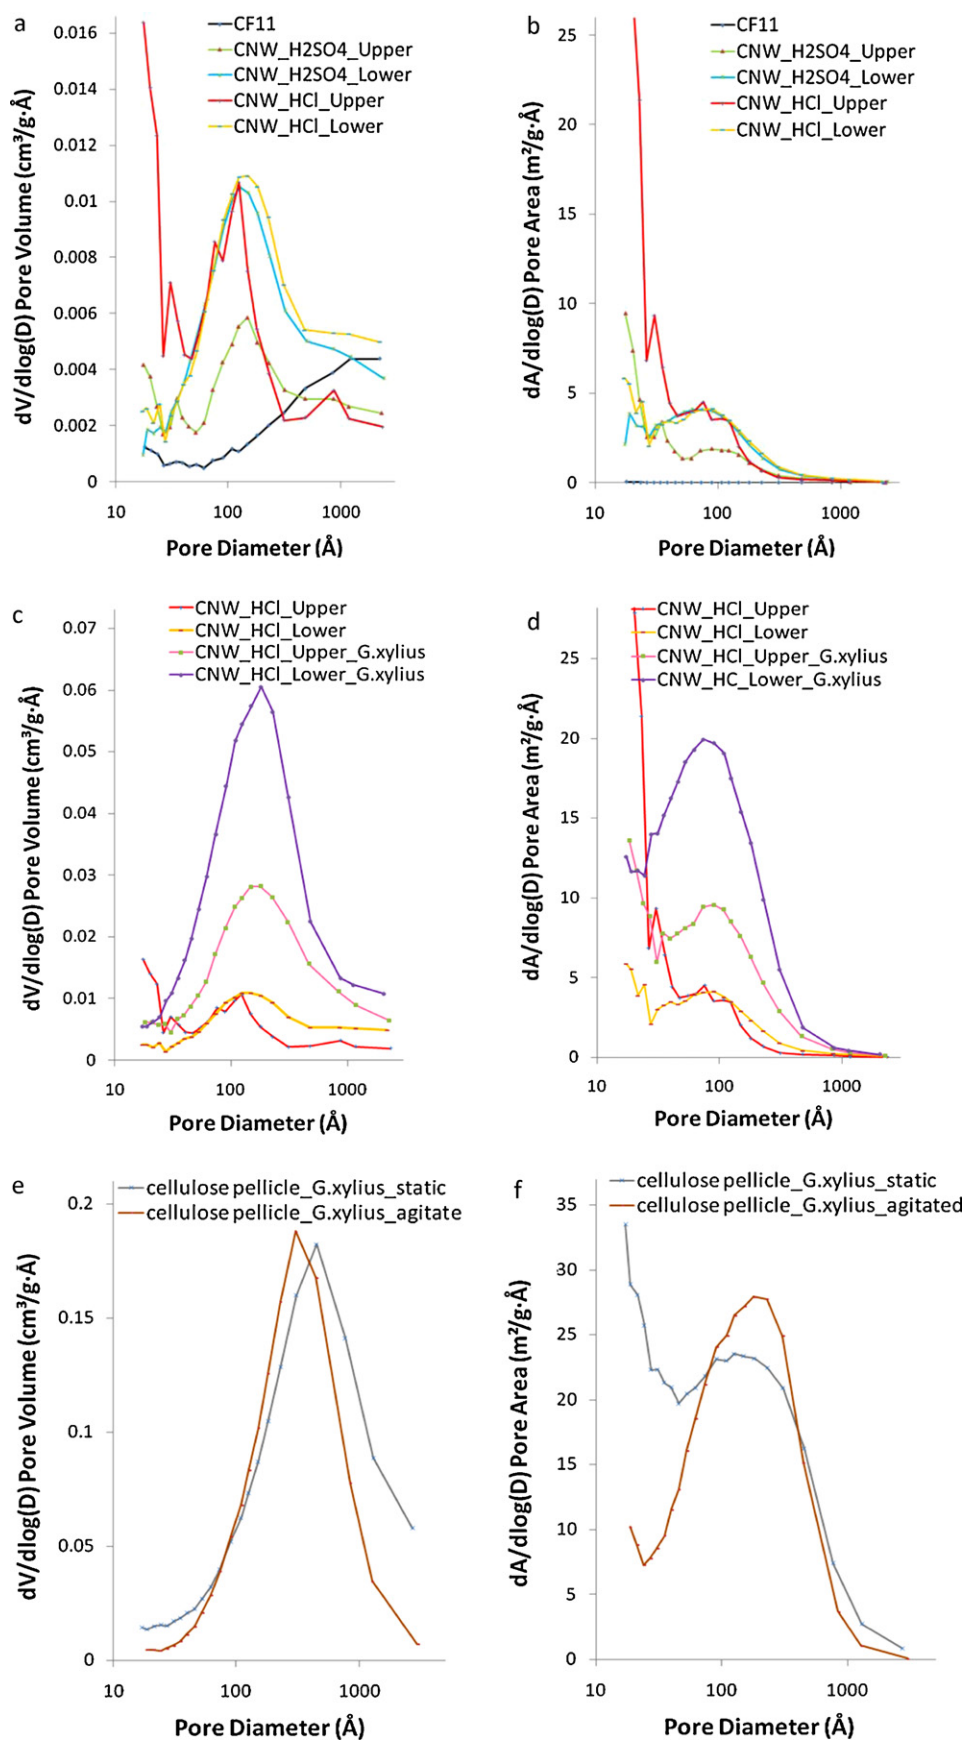 a
CF11
CNW_H2SO4_Upper
CNW_H2SO4_Lower
CNW_HCl_Upper
CNW_HCl_Lower
dV/dlog(D) Pore Volume (cm³/g·Å)
0.016
0.014
0.012
0.01
0.008
0.006
0.004
0.002
0
10
100
1000
Pore Diameter (Å)
b
CF11
CNW_H2SO4_Upper
CNW_H2SO4_Lower
CNW_HCl_Upper
CNW_HCl_Lower
dA/dlog(D) Pore Area (m²/g·Å)
25
20
15
10
5
0
10
100
1000
Pore Diameter (Å)
c
CNW_HCl_Upper
CNW_HCl_Lower
CNW_HCl_Upper_G.xylius
CNW_HCl_Lower_G.xylius
dV/dlog(D) Pore Volume (cm³/g·Å)
0.07
0.06
0.05
0.04
0.03
0.02
0.01
0
10
100
1000
Pore Diameter (Å)
d
CNW_HCl_Upper
CNW_HCl_Lower
CNW_HCl_Upper_G.xylius
CNW_HC_Lower_G.xylius
dA/dlog(D) Pore Area (m²/g·Å)
25
20
15
10
5
0
10
100
1000
Pore Diameter (Å)
e
cellulose pellicle_G.xylius_static
cellulose pellicle_G.xylius_agitate
dV/dlog(D) Pore Volume (cm³/g·Å)
0.2
0.15
0.1
0.05
0
10
100
1000
Pore Diameter (Å)
f
cellulose pellicle_G.xylius_static
cellulose pellicle_G.xylius_agitated
dA/dlog(D) Pore Area (m²/g·Å)
35
30
25
20
15
10
5
0
10
100
1000
Pore Diameter (Å)